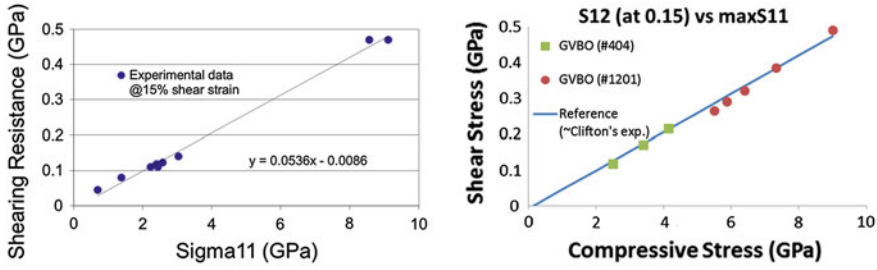 Shearing Resistance (GPa)
0.5
0.4
0.3
0.2
0.1
0
Experimental data
@15% shear strain
y = 0.0536x - 0.0086
0 2 4 6 8 10
Sigma11 (GPa)
S12 (at 0.15) vs maxS11
Shear Stress (GPa)
0.5
0.4
0.3
0.2
0.1
0
GVBO (#404)
GVBO (#1201)
Reference
(~Clifton's exp.)
0 2 4 6 8 10
Compressive Stress (GPa)